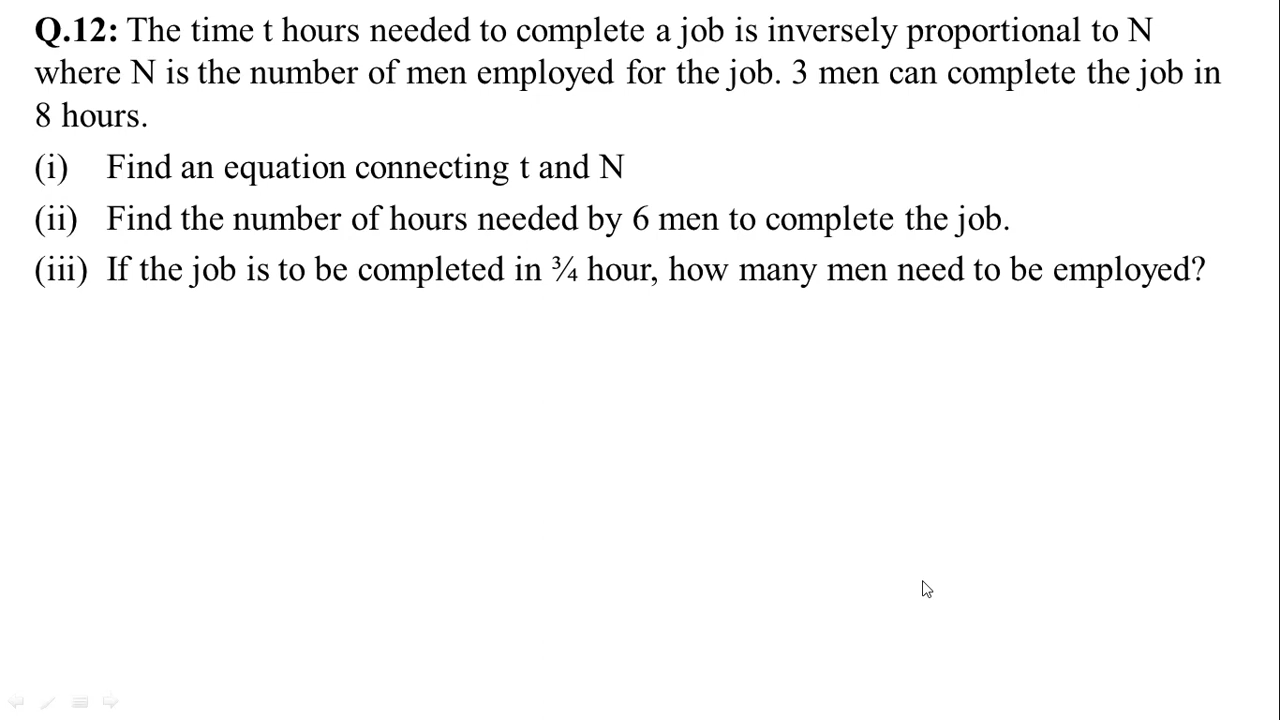 Q.12: The time t hours needed to complete a job is inversely proportional to N
where N is the number of men employed for the job. 3 men can complete the job in
8 hours.
(i) Find an equation connecting t and N
(ii) Find the number of hours needed by 6 men to complete the job.
(iii) If the job is to be completed in ¾ hour, how many men need to be employed?